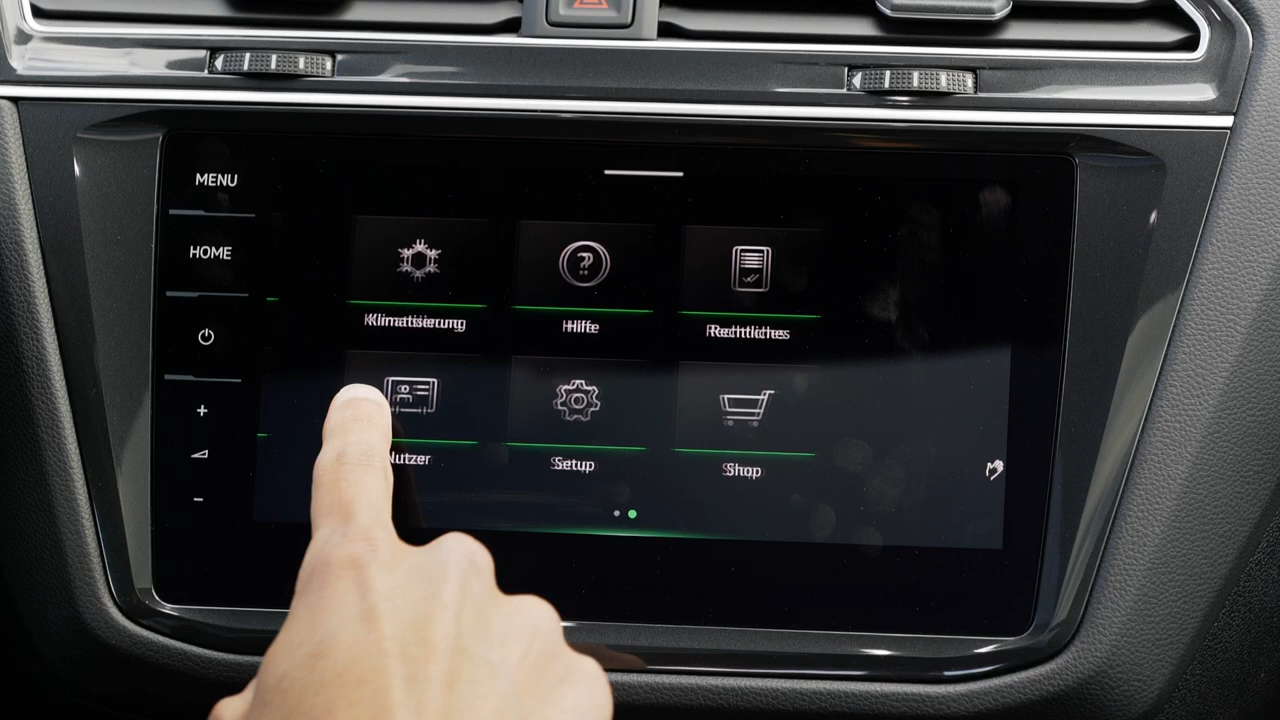 MENU
HOME
Klimatisierung
Hilfe
Rechtliches
Nutzer
Setup
Shop